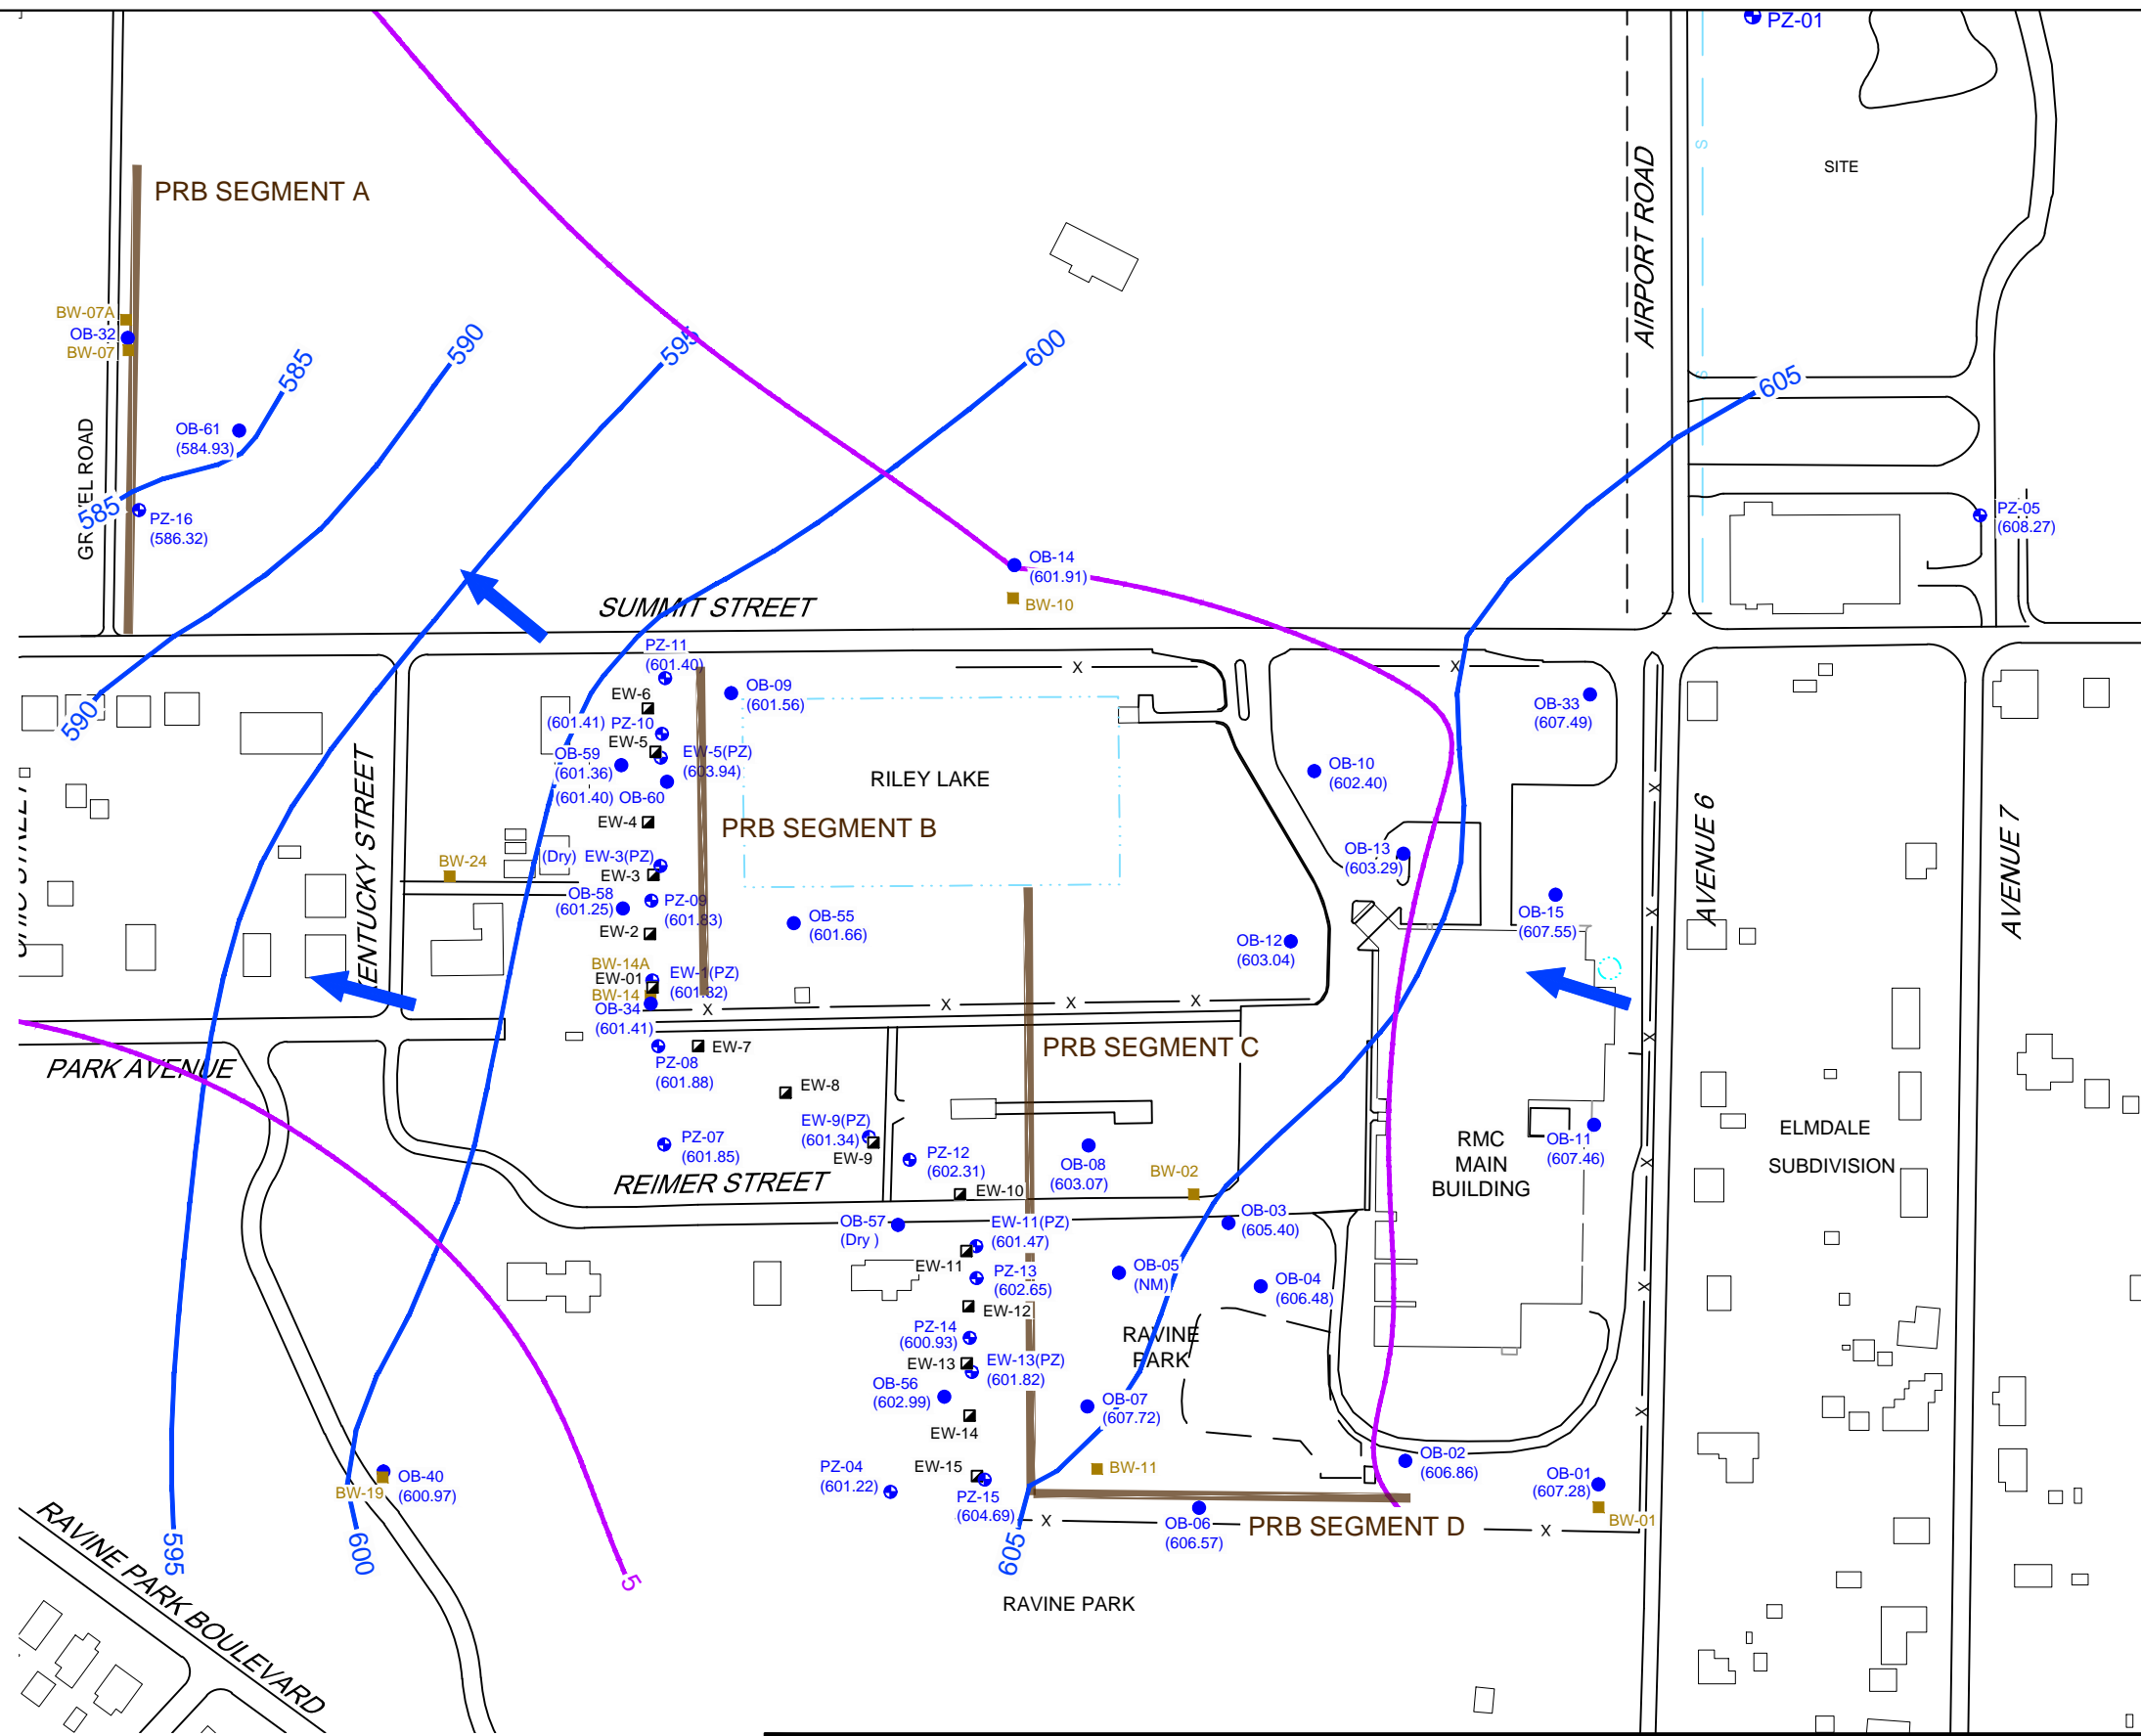 PZ-01
SITE
AIRPORT ROAD
S
S
PRB SEGMENT A
BW-07A
OB-32
BW-07
585
590
595
600
605
OB-61
(584.93)
585
PZ-16
(586.32)
PZ-05
(608.27)
OB-14
(601.91)
BW-10
SUMMIT STREET
PZ-11
(601.40)
X
X
EW-6
OB-09
(601.56)
OB-33
(607.49)
590
(601.41) PZ-10
EW-5
EW-5(PZ)
(603.94)
OB-59
(601.36)
(601.40) OB-60
RILEY LAKE
OB-10
(602.40)
X
EW-4
PRB SEGMENT B
AVENUE 6
AVENUE 7
BW-24
(Dry) EW-3(PZ)
EW-3
OB-13
(603.29)
OB-58
(601.25)
PZ-09
(601.83)
EW-2
OB-55
(601.66)
OB-12
(603.04)
OB-15
(607.55)
X
BW-14A
EW-01
BW-14
EW-1(PZ)
(601.32)
OB-34
(601.41)
X
X
X
X
X
PARK AVENUE
PZ-08
(601.88)
EW-7
PRB SEGMENT C
EW-8
EW-9(PZ)
(601.34)
EW-9
PZ-07
(601.85)
PZ-12
(602.31)
OB-08
(603.07)
BW-02
RMC
MAIN
BUILDING
OB-11
(607.46)
X
ELMDALE
SUBDIVISION
REIMER STREET
EW-10
OB-57
(Dry )
EW-11(PZ)
(601.47)
EW-11
OB-03
(605.40)
PZ-13
(602.65)
OB-05
(NM)
OB-04
(606.48)
X
EW-12
PZ-14
(600.93)
RAVINE
PARK
EW-13
EW-13(PZ)
(601.82)
OB-56
(602.99)
OB-07
(607.72)
X
EW-14
EW-15
PZ-04
(601.22)
PZ-15
(604.69)
BW-11
OB-02
(606.86)
OB-01
(607.28)
BW-01
OB-40
(600.97)
BW-19
X
OB-06
(606.57)
PRB SEGMENT D
X
595
600
5
605
RAVINE PARK
RAVINE PARK BOULEVARD